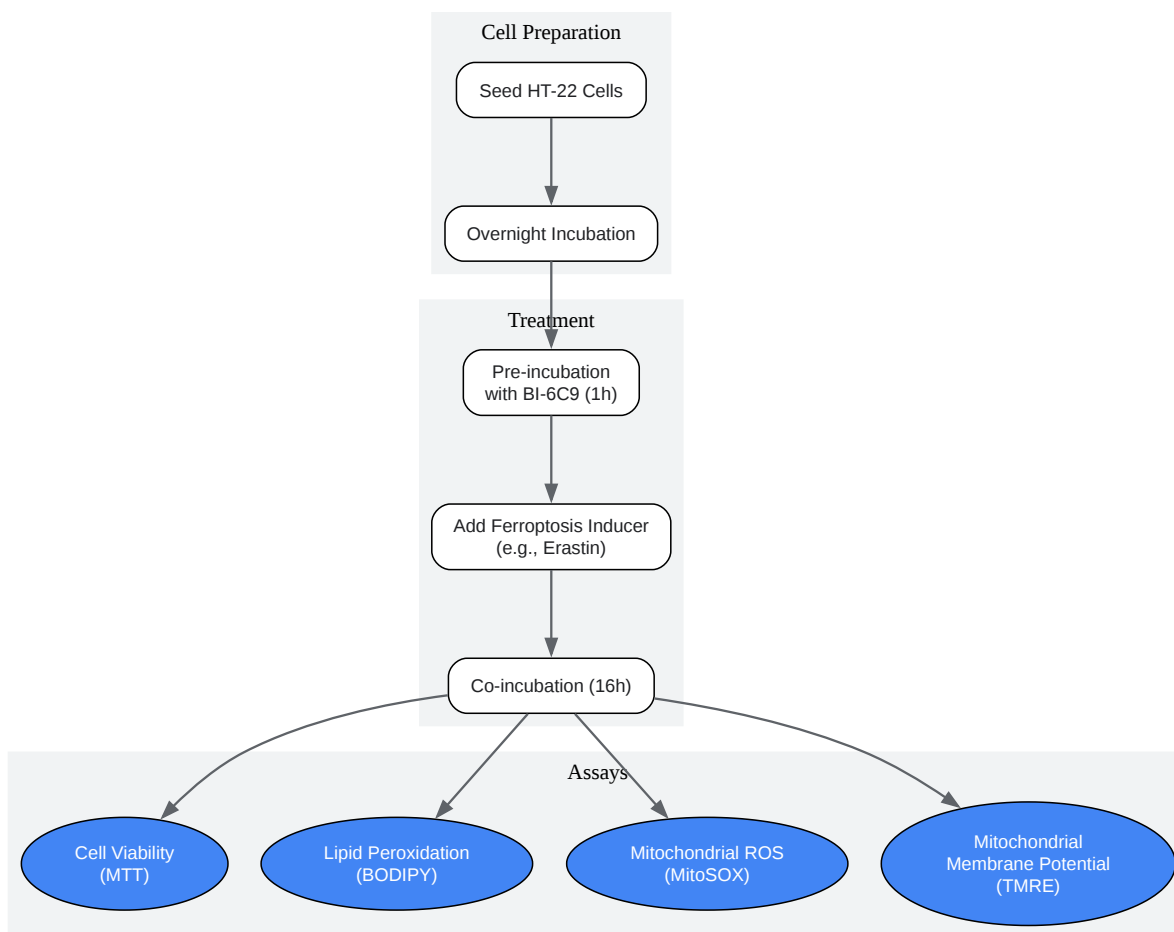 Cell Preparation
Seed HT-22 Cells
Overnight Incubation
Treatment
Pre-incubation
with BI-6C9 (1h)
Add Ferroptosis Inducer
(e.g., Erastin)
Co-incubation (16h)
Assays
Cell Viability
(MTT)
Lipid Peroxidation
(BODIPY)
Mitochondrial ROS
(MitoSOX)
Mitochondrial
Membrane Potential
(TMRE)